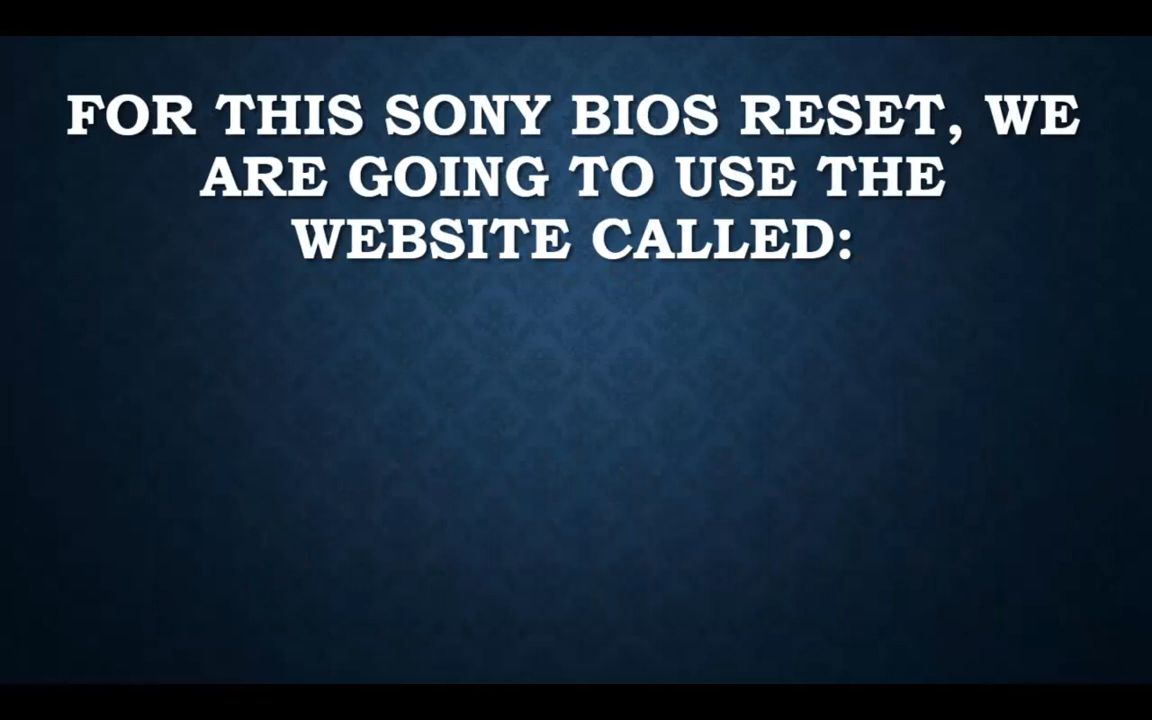 FOR THIS SONY BIOS RESET, WE
ARE GOING TO USE THE
WEBSITE CALLED: